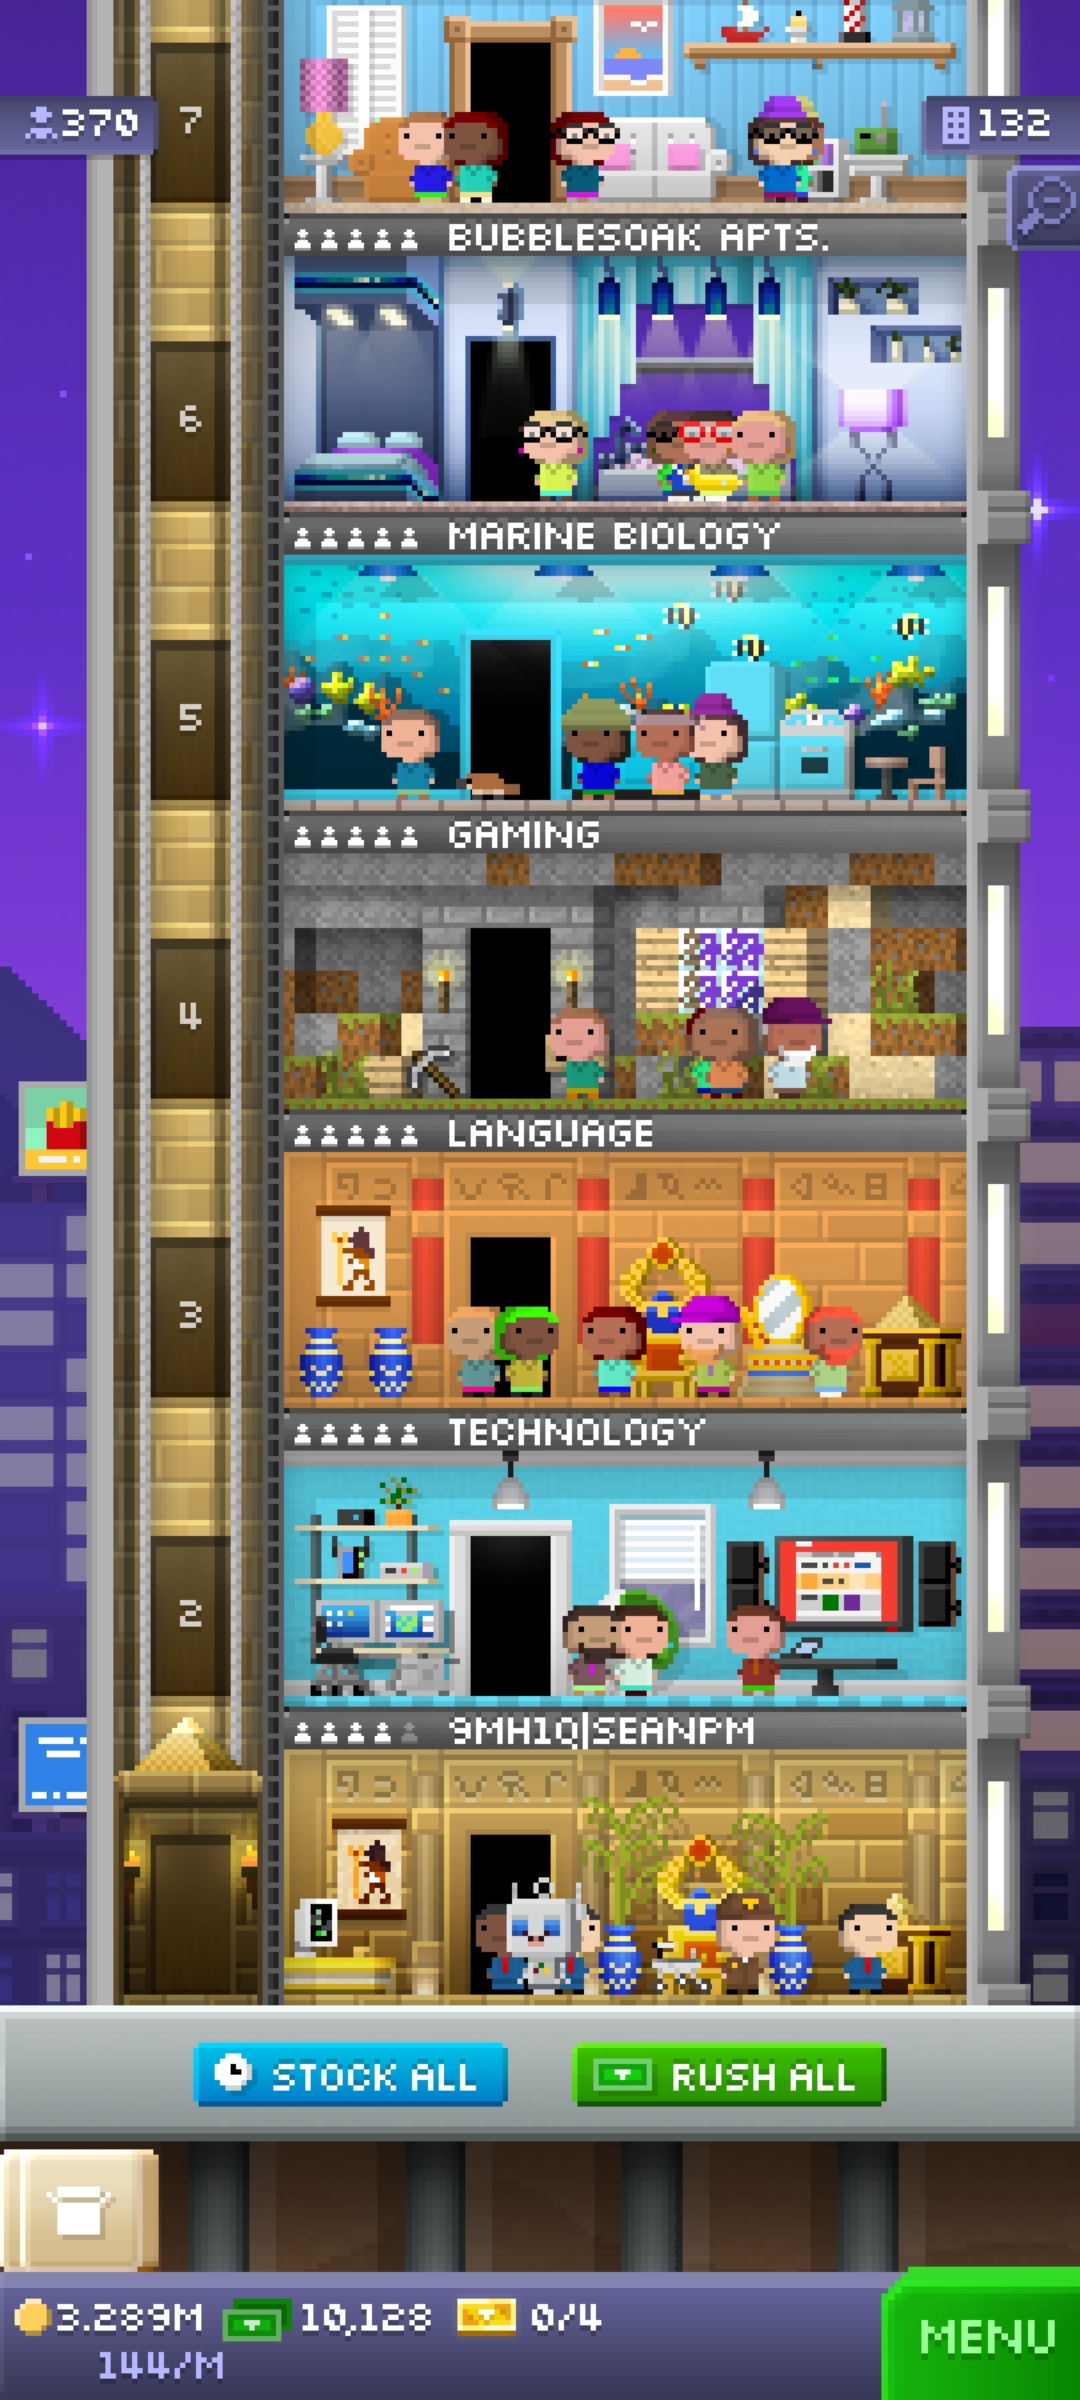 370
7
132
BUBBLESOAK APTS.
6
MARINE BIOLOGY
5
GAMING
4
LANGUAGE
3
TECHNOLOGY
2
9MH1Q|SEANPM
STOCK ALL
RUSH ALL
3.289M
10,128
0/4
MENU
144/M